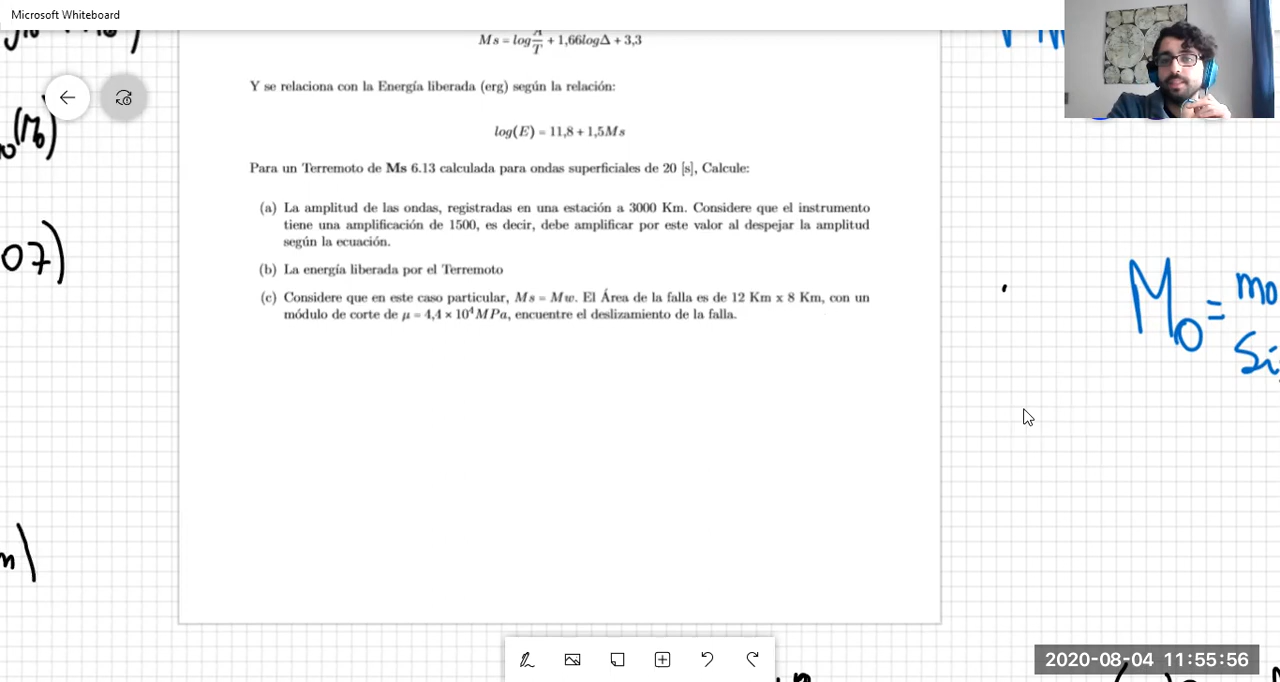 Microsoft Whiteboard
Ms = log A/T + 1,66logΔ + 3,3
Y se relaciona con la Energía liberada (erg) según la relación:
log(E) = 11,8 + 1,5Ms
Para un Terremoto de Ms 6.13 calculada para ondas superficiales de 20 [s], Calcule:
(a) La amplitud de las ondas, registradas en una estación a 3000 Km. Considere que el instrumento
tiene una amplificación de 1500, es decir, debe amplificar por este valor al despejar la amplitud
según la ecuación.
(b) La energía liberada por el Terremoto
(c) Considere que en este caso particular, Ms = Mw. El Área de la falla es de 12 Km x 8 Km, con un
módulo de corte de μ = 4,4 × 10⁴MPa, encuentre el deslizamiento de la falla.
07)
M₀ = mo
Si
2020-08-04 11:55:56